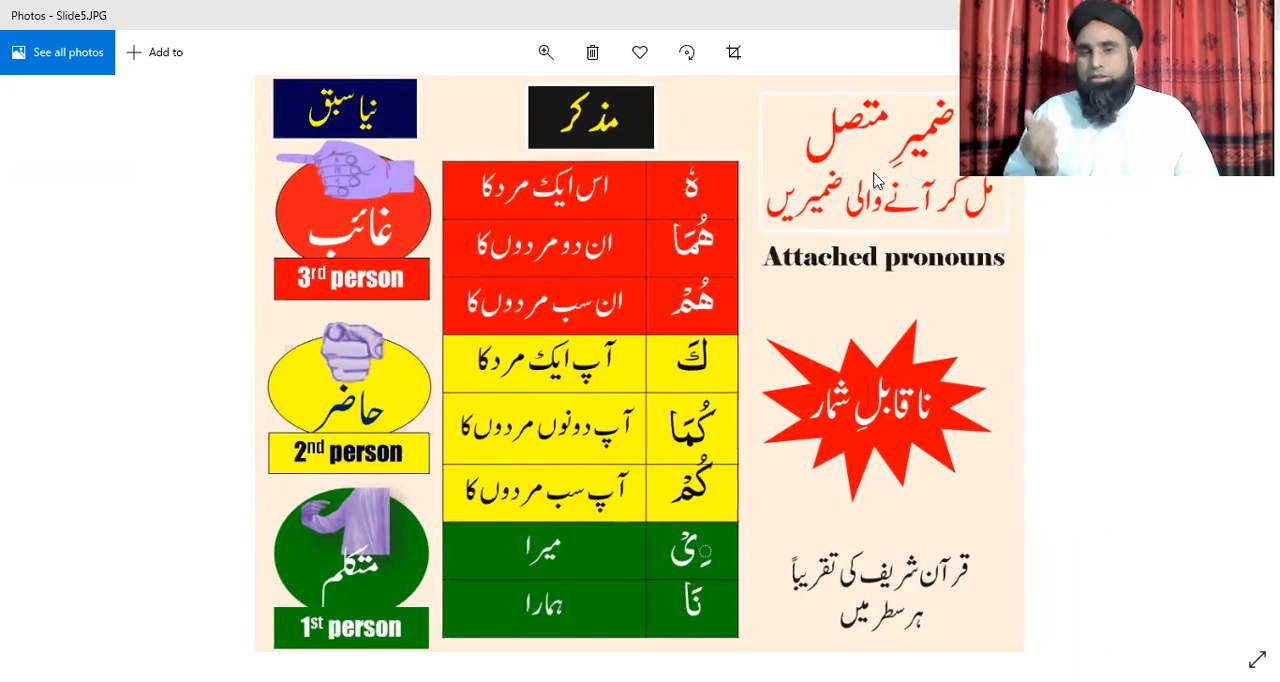 Photos - Slide5.JPG
See all photos
Add to
ضمیرِ متصل
مل کر آنے والی ضمیریں
Attached pronouns
مذکر
نیا سبق
هٗ اس ایک مرد کا
هُمَا ان دو مردوں کا
هُمْ ان سب مردوں کا
غائب
3rd person
كَ آپ ایک مرد کا
كُمَا آپ دونوں مردوں کا
كُمْ آپ سب مردوں کا
حاضر
2nd person
◌ِیْ میرا
نَا ہمارا
متکلم
1st person
ناقابلِ شمار
قرآن شریف کی تقریباً
ہر سطر میں